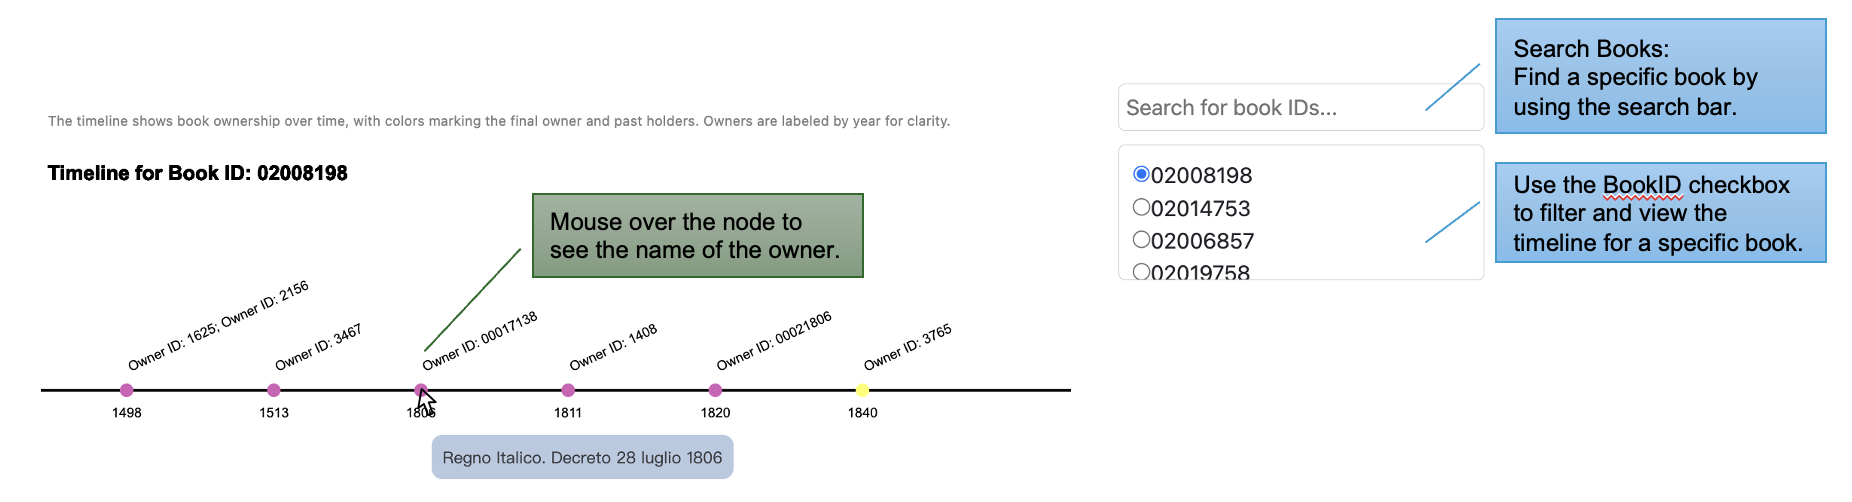 The timeline shows book ownership over time, with colors marking the final owner and past holders. Owners are labeled by year for clarity.
Timeline for Book ID: 02008198
Mouse over the node to
see the name of the owner.
Owner ID: 1625; Owner ID: 2156
Owner ID: 3467
Owner ID: 00017138
Owner ID: 1408
Owner ID: 00021806
Owner ID: 3765
1498
1513
1806
1811
1820
1840
Regno Italico. Decreto 28 luglio 1806
Search for book IDs...
02008198
02014753
02006857
02019758
Search Books:
Find a specific book by
using the search bar.
Use the BookID checkbox
to filter and view the
timeline for a specific book.